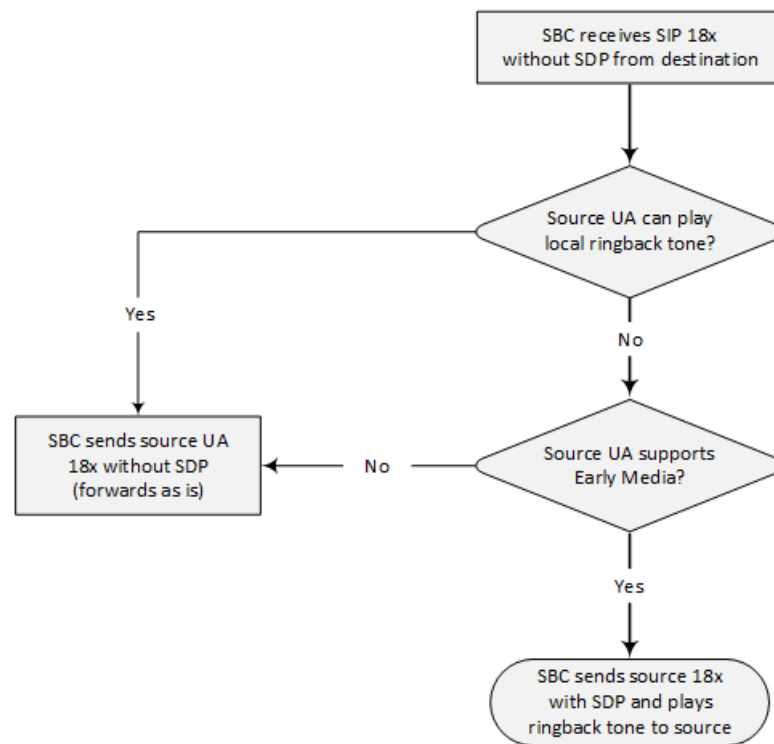 SBC receives SIP 18x
without SDP from destination
Source UA can play
local ringback tone?
Yes
No
SBC sends source UA
18x without SDP
(forwards as is)
No
Source UA supports
Early Media?
Yes
SBC sends source 18x
with SDP and plays
ringback tone to source